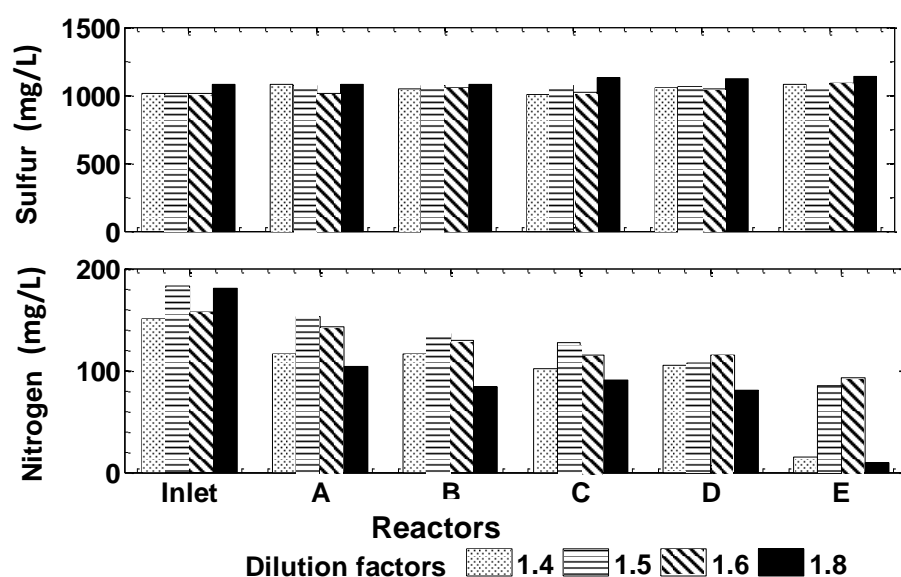 1500
1000
500
0
Sulfur (mg/L)
200
100
0
Nitrogen (mg/L)
Inlet A B C D E
Reactors
Dilution factors 1.4 1.5 1.6 1.8